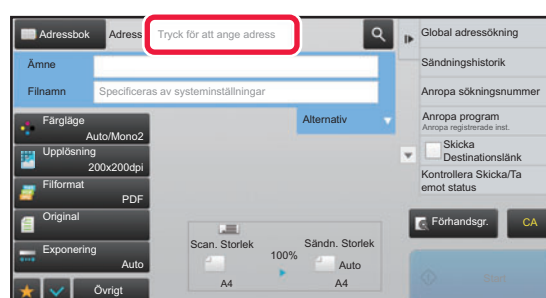 Adressbok
Adress
Tryck för att ange adress
Ämne
Filnamn
Specificeras av systeminställningar
Färgläge
Auto/Mono2
Upplösning
200x200dpi
Filformat
PDF
Original
Exponering
Auto
Övrigt
Alternativ
Scan. Storlek
A4
100%
Sändn. Storlek
Auto
A4
Global adressökning
Sändningshistorik
Anropa sökningsnummer
Anropa program
Anropa registrerade inst.
Skicka
Destinationslänk
Kontrollera Skicka/Ta
emot status
Förhandsgr.
CA
Start